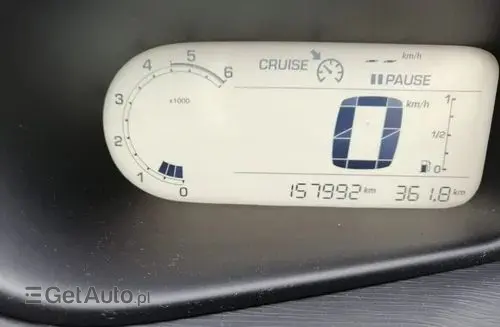 4 5 6
3
2
1
0
x1000
CRUISE -- km/h
PAUSE
0 km/h
1
1/2
0
157992 km 361.8 km
GetAuto.pl